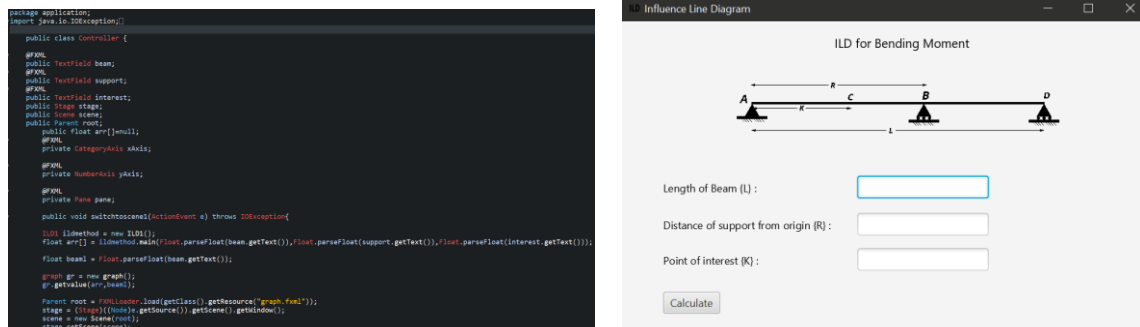 package application;
import java.io.IOException;
public class Controller {
@FXML
public TextField beam;
@FXML
public TextField support;
@FXML
public TextField interest;
public Stage stage;
public Scene scene;
public Parent root;
public float arr[]=null;
@FXML
private CategoryAxis xAxis;
@FXML
private NumberAxis yAxis;
@FXML
private Pane pane;
public void switchtoscene1(ActionEvent e) throws IOException{
ILD1 ildmethod = new ILD1();
float arr[] = ildmethod.main(Float.parseFloat(beam.getText()),Float.parseFloat(support.getText()),Float.parseFloat(interest.getText()));
float beaml = Float.parseFloat(beam.getText());
graph gr = new graph();
gr.getvalue(arr,beaml);
Parent root = FXMLLoader.load(getClass().getResource("graph.fxml"));
stage = (Stage)((Node)e.getSource()).getScene().getWindow();
scene = new Scene(root);
stage.setScene(scene);
ILD Influence Line Diagram
ILD for Bending Moment
R
A C B D
K
L
Length of Beam (L) :
Distance of support from origin (R) :
Point of interest (K) :
Calculate